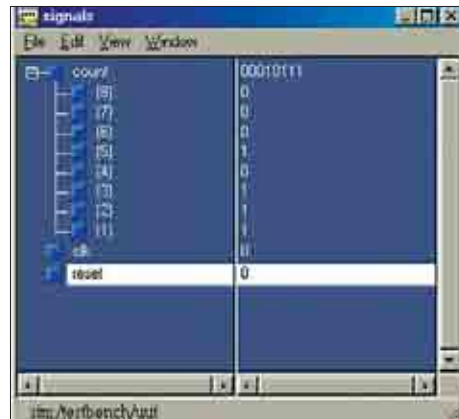 signals
File Edit View Window
count 00010111
(8) 0
(7) 0
(6) 0
(5) 1
(4) 0
(3) 1
(2) 1
(1) 1
clk 0
reset 0
sim:/testbench/uut